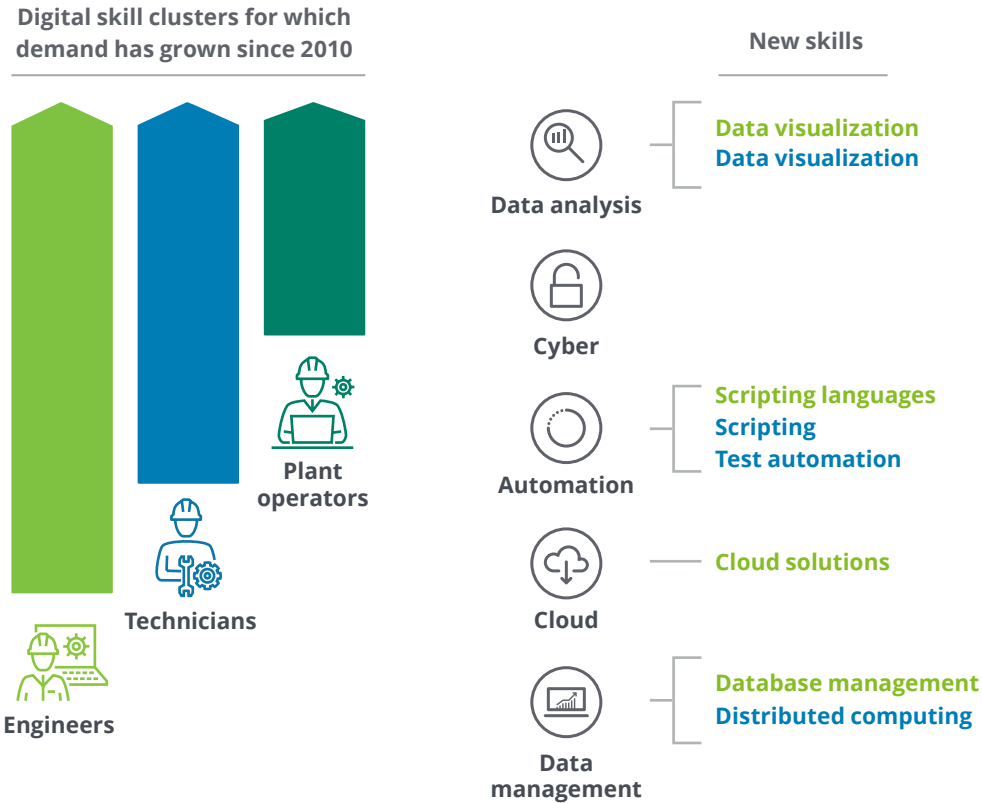 Digital skill clusters for which
demand has grown since 2010
Plant
operators
Technicians
Engineers
New skills
Data analysis
Data visualization
Data visualization
Cyber
Automation
Scripting languages
Scripting
Test automation
Cloud
Cloud solutions
Data
management
Database management
Distributed computing